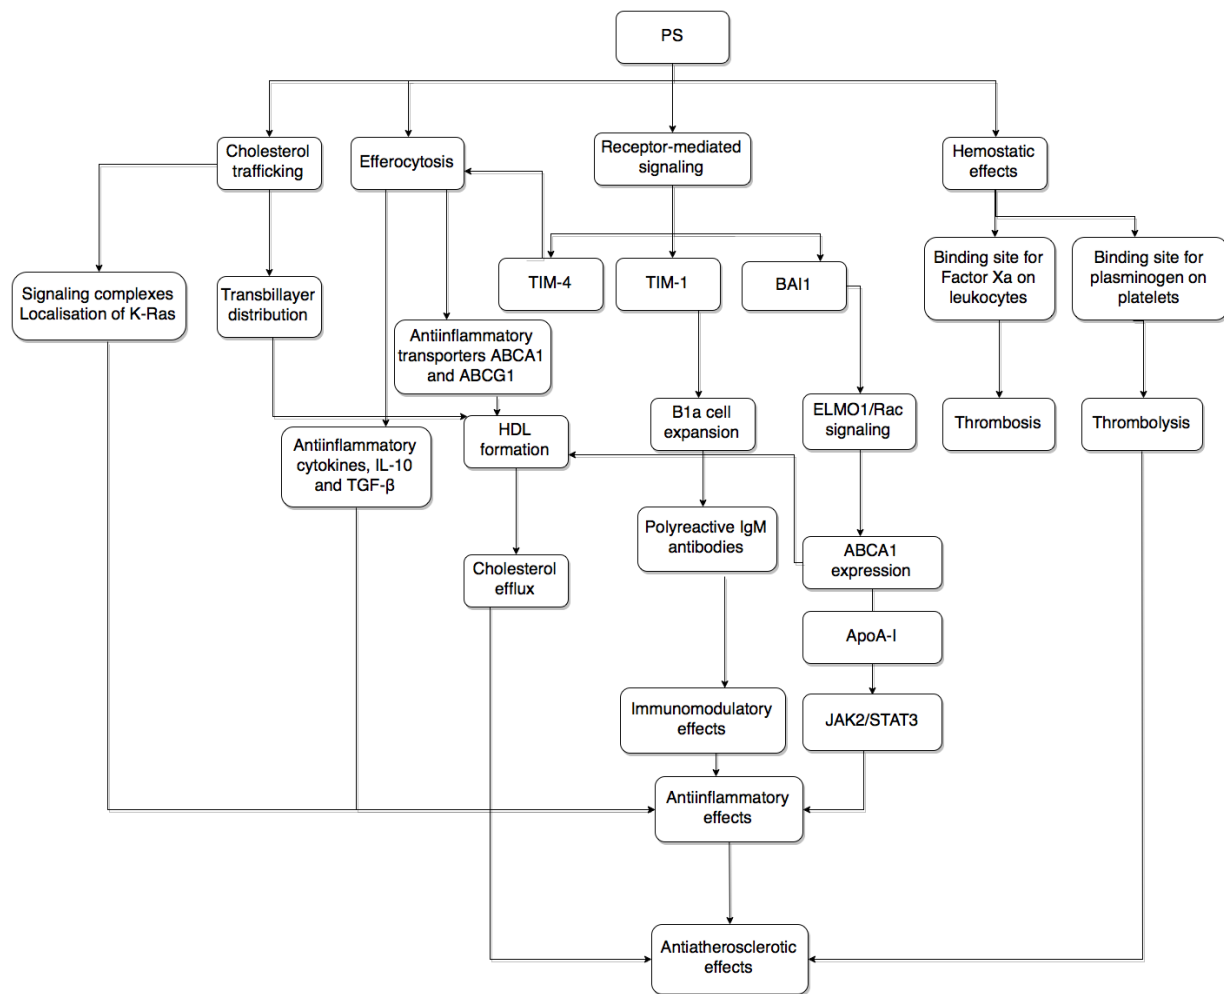 PS
Cholesterol
trafficking
Efferocytosis
Receptor-mediated
signaling
Hemostatic
effects
Signaling complexes
Localisation of K-Ras
Transbillayer
distribution
TIM-4
TIM-1
BAI1
Binding site for
Factor Xa on
leukocytes
Binding site for
plasminogen on
platelets
Antiinflammatory
transporters ABCA1
and ABCG1
HDL
formation
B1a cell
expansion
ELMO1/Rac
signaling
Thrombosis
Thrombolysis
Antiinflammatory
cytokines, IL-10
and TGF-β
Polyreactive IgM
antibodies
ABCA1
expression
Cholesterol
efflux
ApoA-I
Immunomodulatory
effects
JAK2/STAT3
Antiinflammatory
effects
Antiatherosclerotic
effects